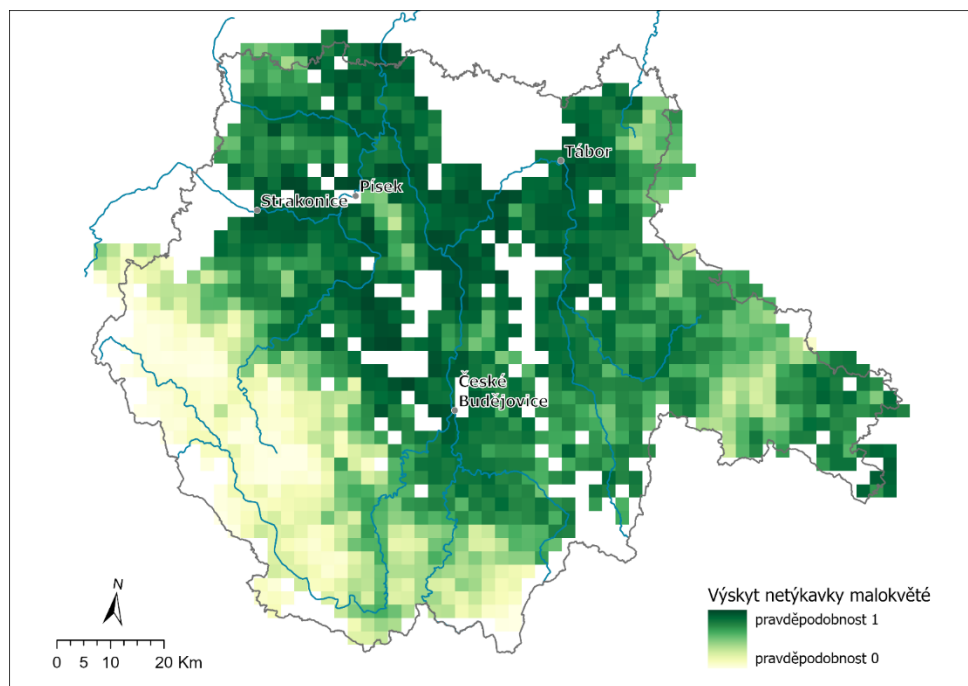 Tábor
Písek
Strakonice
České
Budějovice
N
0 5 10 20 Km
Výskyt netýkavky malokvěté
pravděpodobnost 1
pravděpodobnost 0